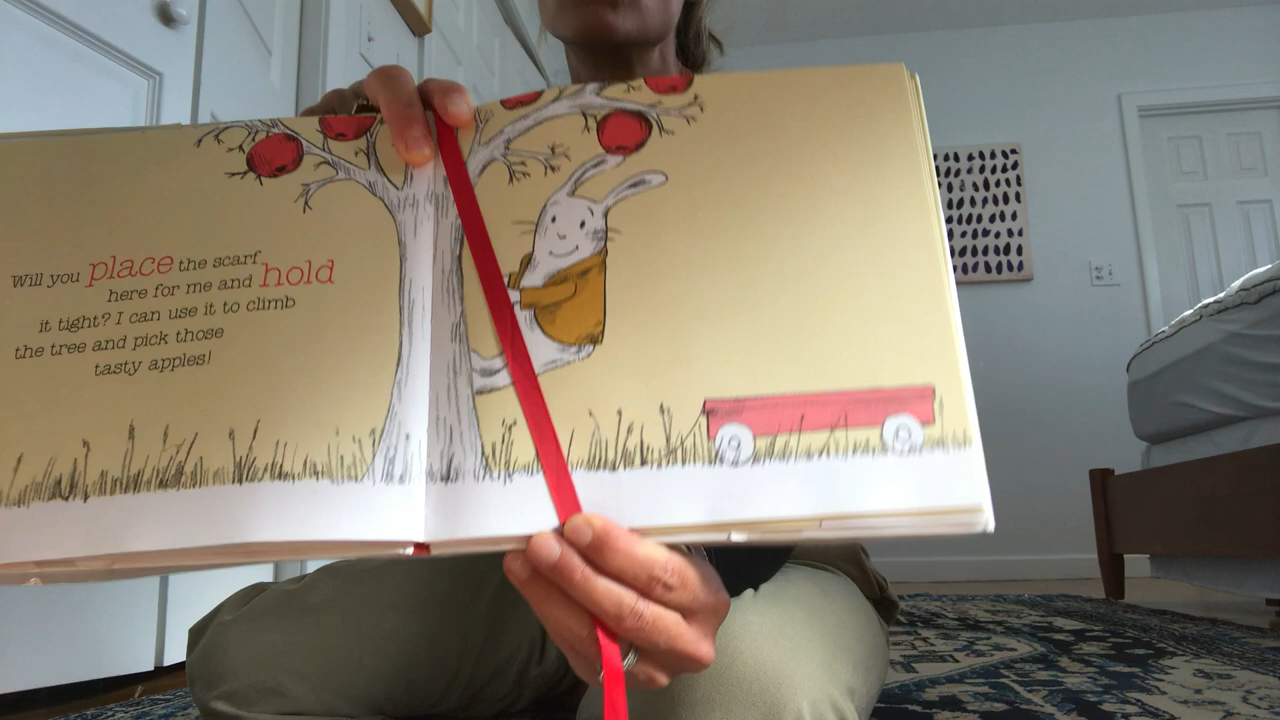 Will you place the scarf
here for me and hold
it tight? I can use it to climb
the tree and pick those
tasty apples!